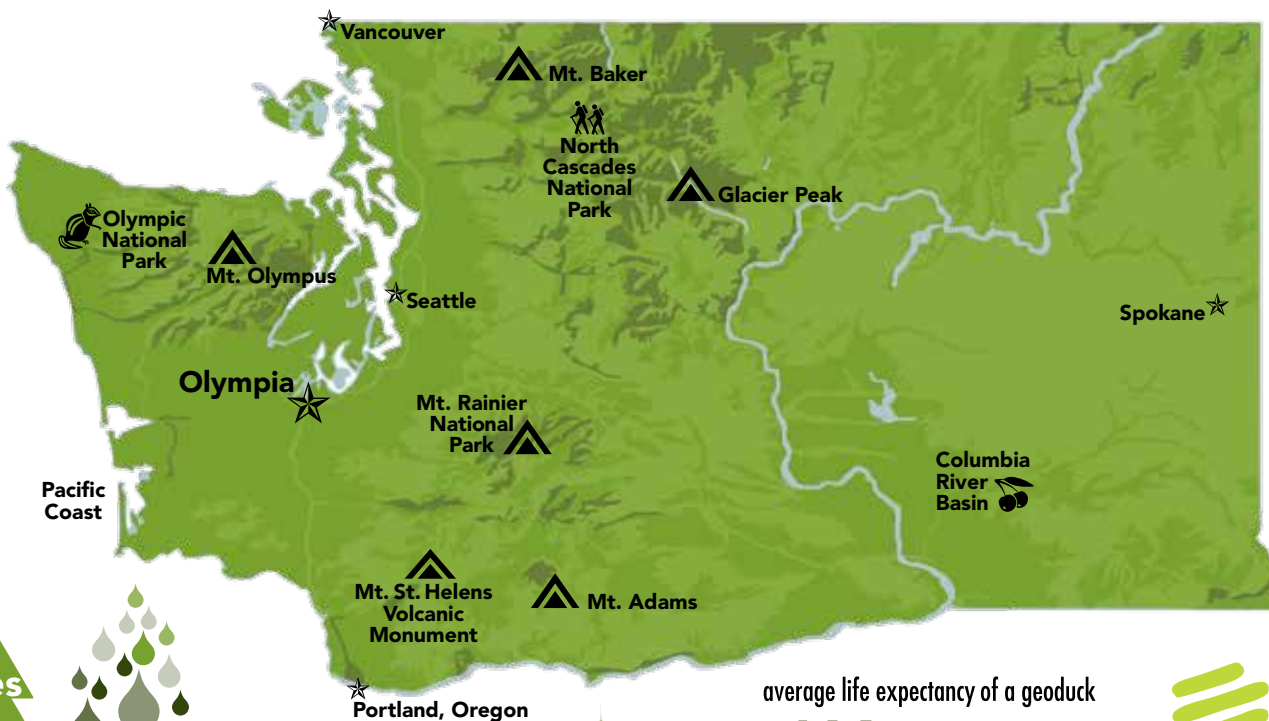 Vancouver
Mt. Baker
North
Cascades
National
Park
Glacier Peak
Olympic
National
Park
Mt. Olympus
Seattle
Spokane
Olympia
Mt. Rainier
National
Park
Columbia
River
Basin
Pacific
Coast
Mt. St. Helens
Volcanic
Monument
Mt. Adams
es
average life expectancy of a geoduck
Portland, Oregon